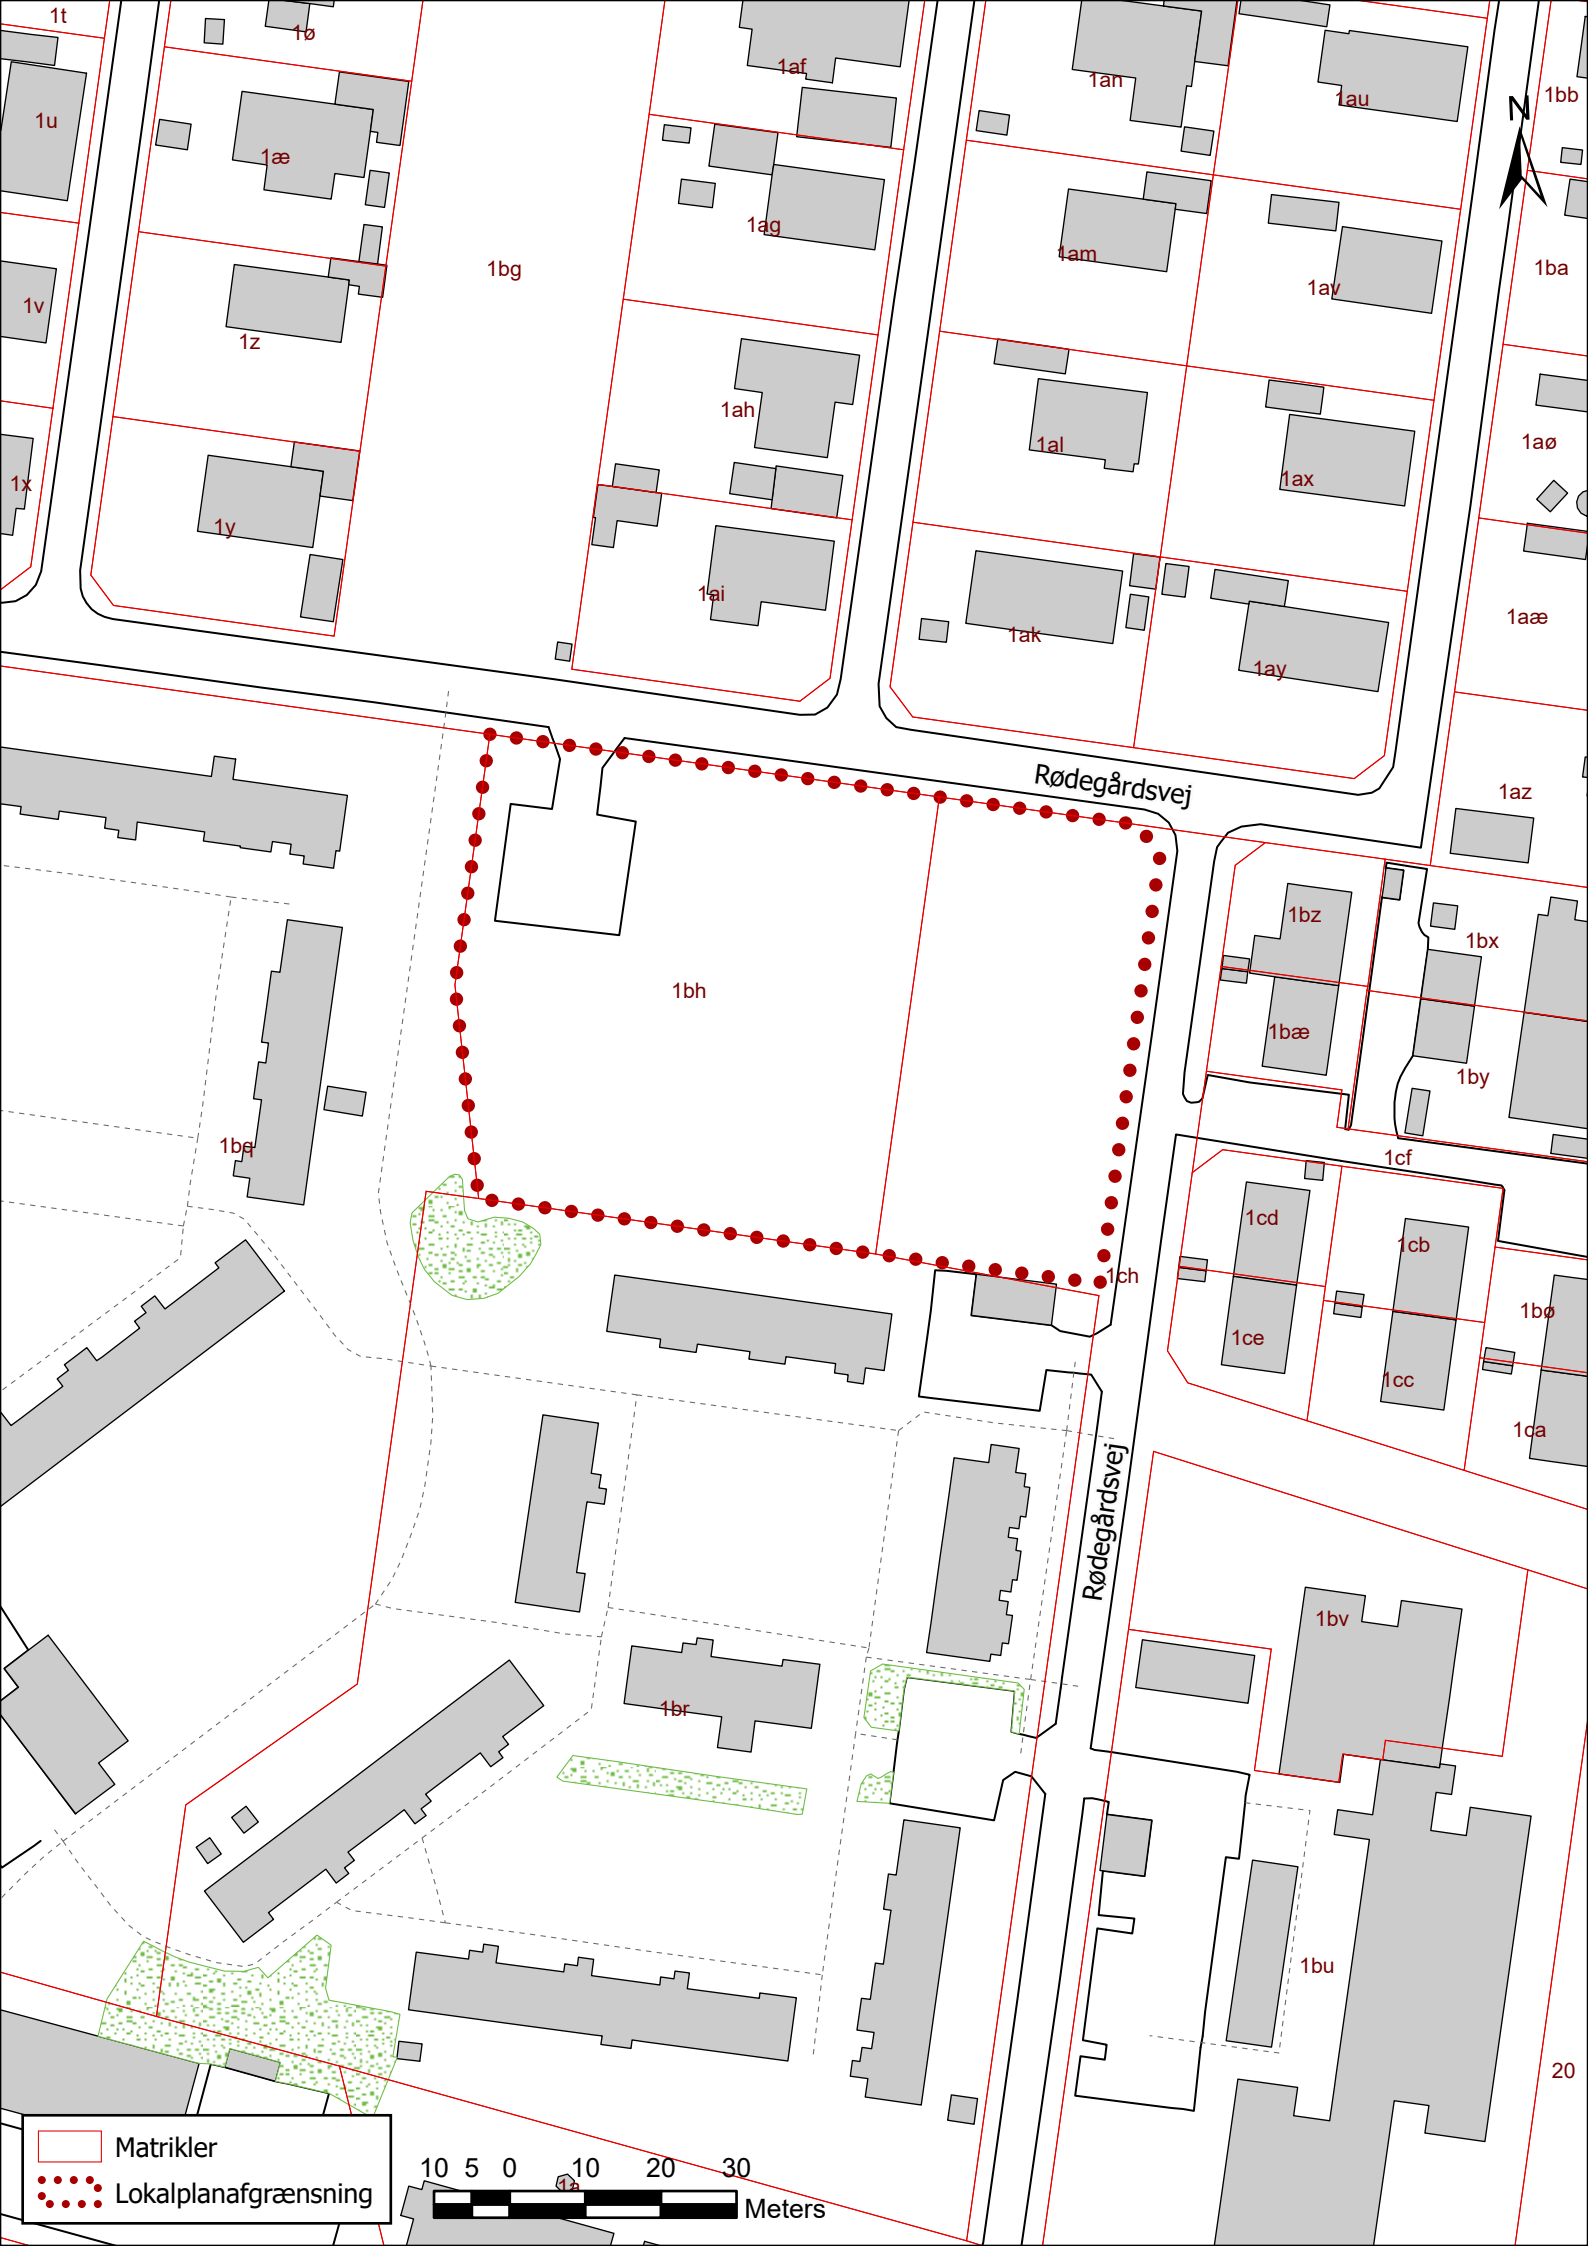 1t
1ø
1af
1an
1au
1bb
1u
1æ
N
1ag
1am
1av
1ba
1bg
1v
1z
1ah
1al
1ax
1aø
1x
1y
1ai
1ak
1ay
1aæ
Rødegårdsvej
1az
1bz
1bx
1bh
1bæ
1by
1bq
1cf
1cd
1cb
1ch
1bø
1ce
1cc
1ca
Rødegårdsvej
1bv
1br
1bu
20
Matrikler
Lokalplanafgrænsning
10 5 0 10 20 30
Meters
1a